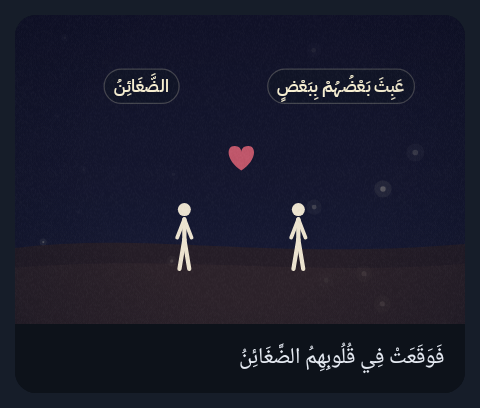 عَبِثَ بَعْضُهُمْ بِبَعْضٍ
الضَّغَائِنُ
فَوَقَعَتْ فِي قُلُوبِهِمُ الضَّغَائِنُ